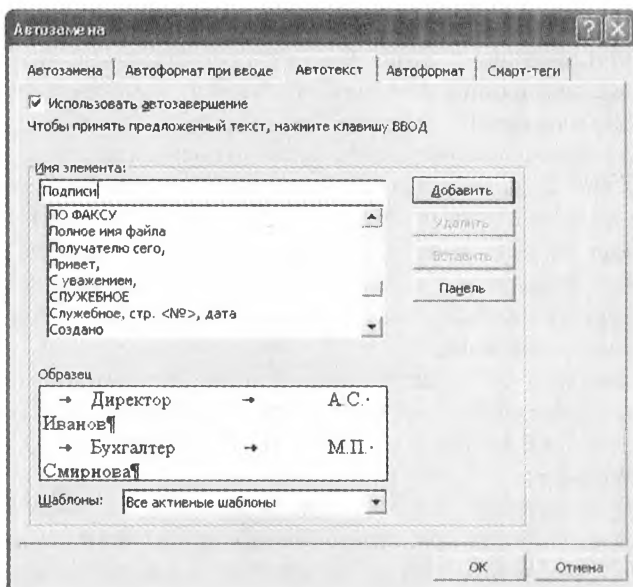 Автозамена
Автозамена Автоформат при вводе Автотекст Автоформат Смарт-теги
Использовать автозавершение
Чтобы принять предложенный текст, нажмите клавишу ВВОД
Имя элемента:
Подписи
Добавить
ПО ФАКСУ
Полное имя файла
Получателю сего,
Привет,
С уважением,
СЛУЖЕБНОЕ
Служебное, стр. <№>, дата
Создано
Удалить
Вставить
Панель
Образец
→ Директор → А.С.·
Иванов¶
→ Бухгалтер → М.П.·
Смирнова¶
Шаблоны: Все активные шаблоны
ОК Отмена